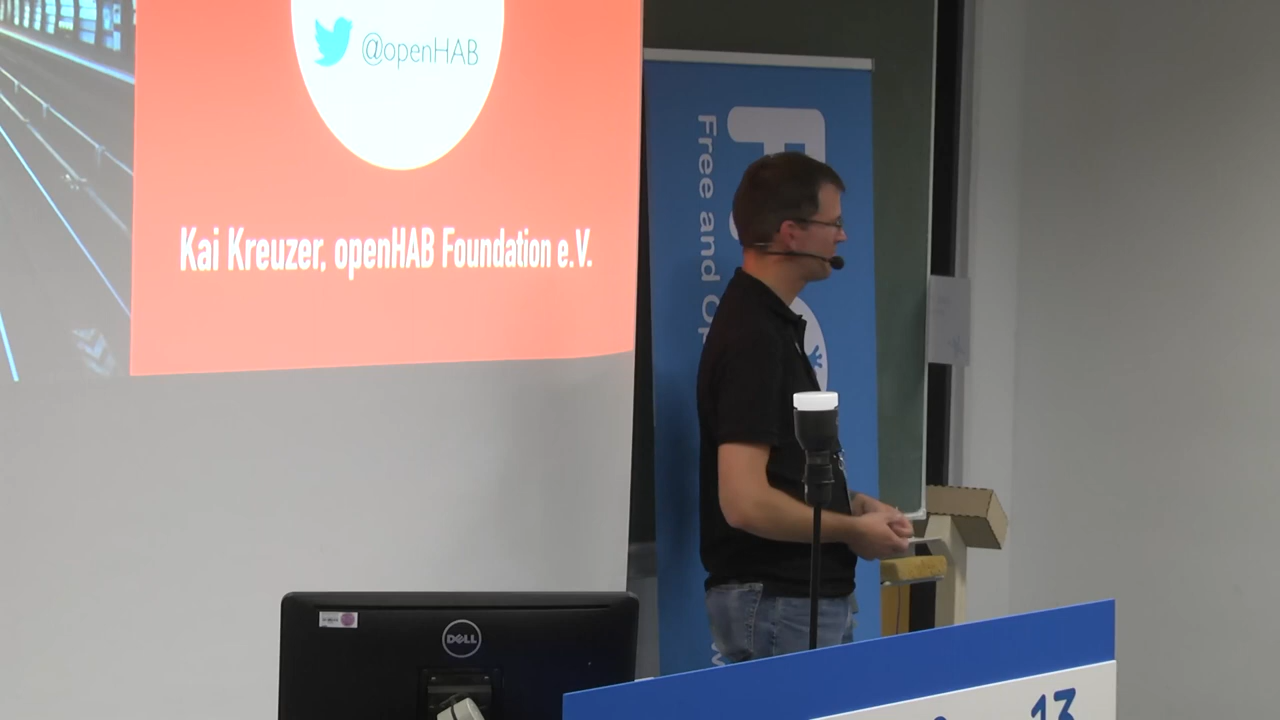 @openHAB
Kai Kreuzer, openHAB Foundation e.V.
Free and
DELL
13